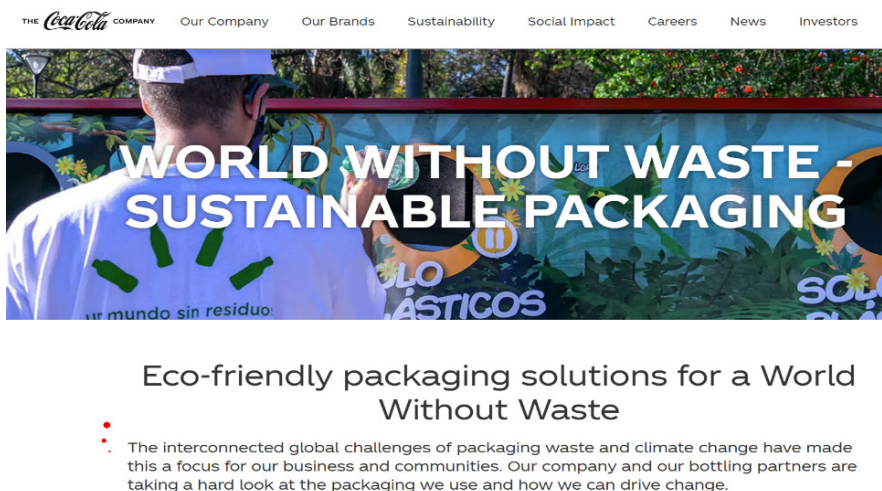 THE Coca-Cola COMPANY Our Company Our Brands Sustainability Social Impact Careers News Investors
WORLD WITHOUT WASTE -
SUSTAINABLE PACKAGING
un mundo sin residuos
SOLO
PLÁSTICOS
Eco-friendly packaging solutions for a World
Without Waste
The interconnected global challenges of packaging waste and climate change have made
this a focus for our business and communities. Our company and our bottling partners are
taking a hard look at the packaging we use and how we can drive change.